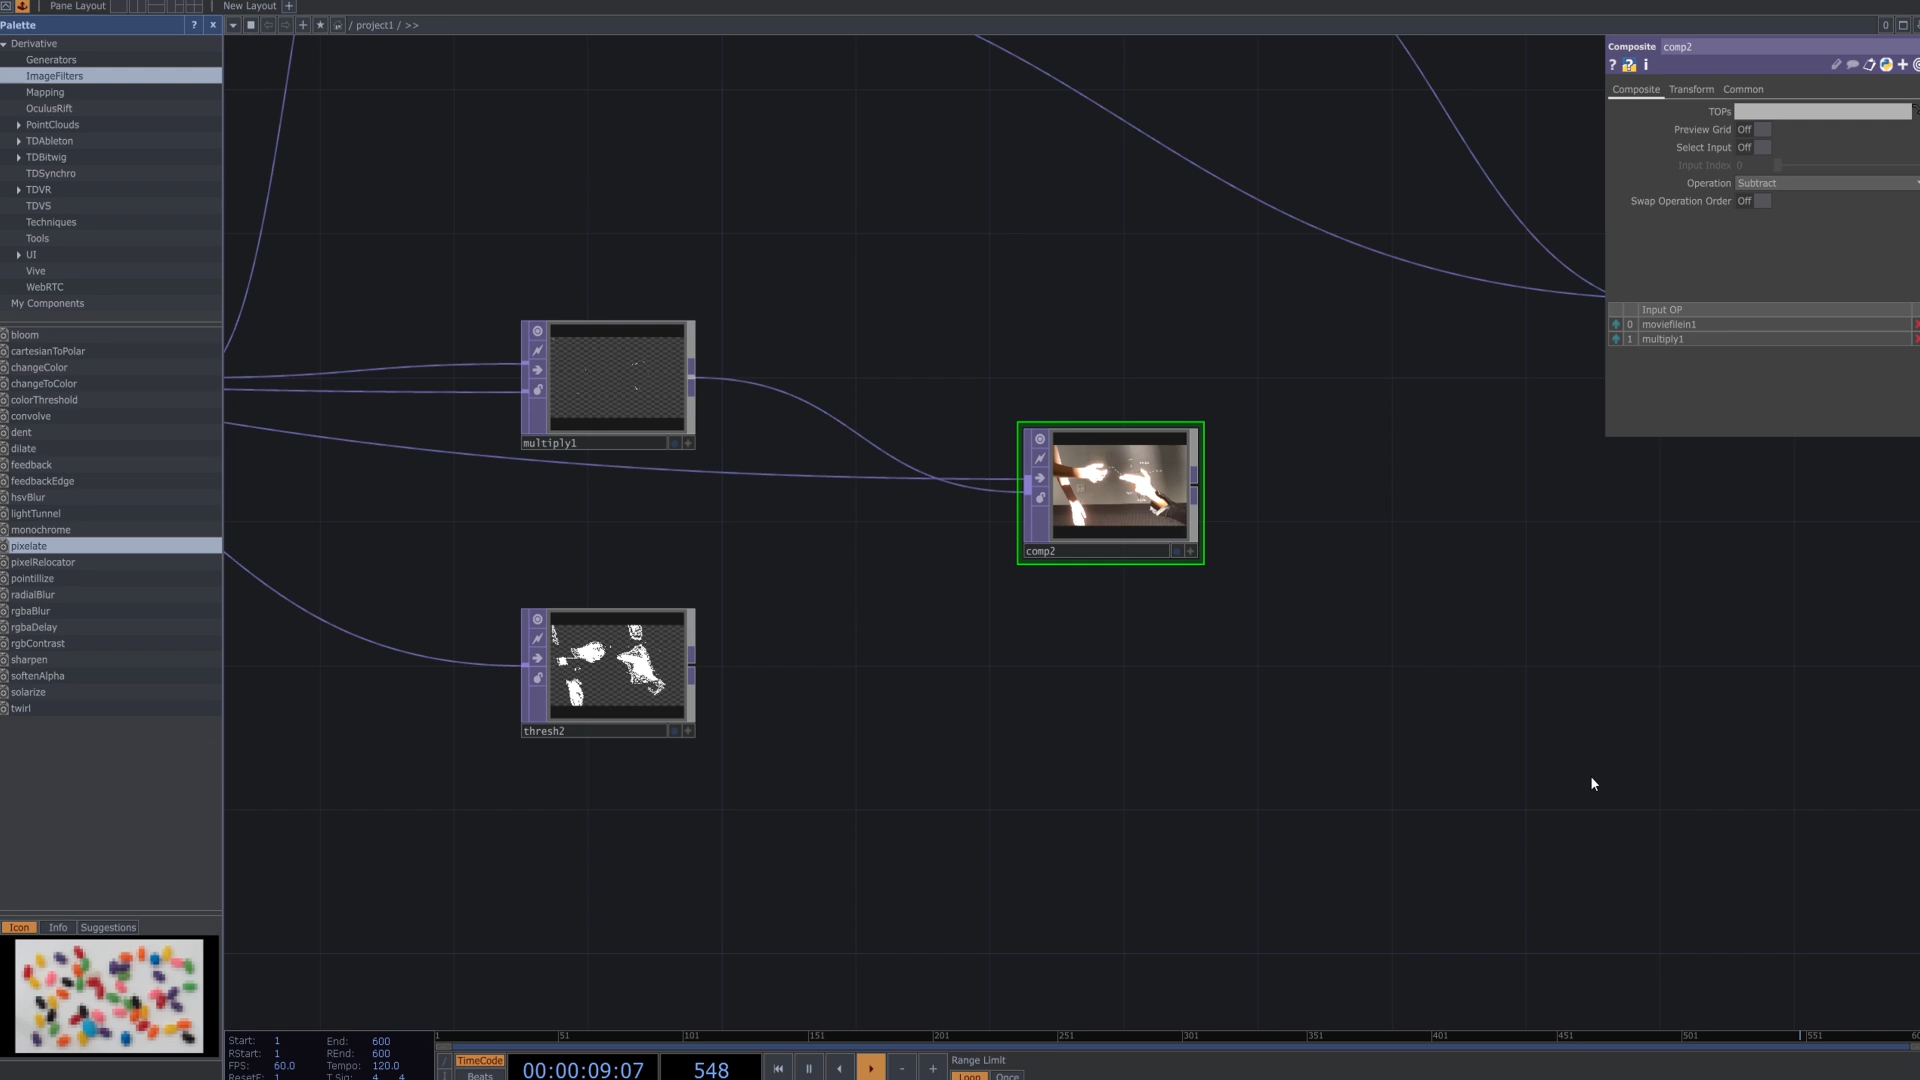 Pane Layout
New Layout +
Palette ? x
/ project1 / >>
0
Derivative
Generators
ImageFilters
Mapping
OculusRift
PointClouds
TDAbleton
TDBitwig
TDSynchro
TDVR
TDVS
Techniques
Tools
UI
Vive
WebRTC
My Components
bloom
cartesianToPolar
changeColor
changeToColor
colorThreshold
convolve
dent
dilate
feedback
feedbackEdge
hsvBlur
lightTunnel
monochrome
pixelate
pixelRelocator
pointillize
radialBlur
rgbaBlur
rgbaDelay
rgbContrast
sharpen
softenAlpha
solarize
twirl
Icon Info Suggestions
multiply1
thresh2
comp2
Composite comp2
? ? i
Composite Transform Common
TOPs
Preview Grid Off
Select Input Off
Input Index 0
Operation Subtract
Swap Operation Order Off
Input OP
0 moviefilein1
1 multiply1
1 51 101 151 201 251 301 351 401 451 501 551
Start: 1 End: 600
RStart: 1 REnd: 600
FPS: 60.0 Tempo: 120.0
ResetF: 1 T Sig: 4 4
TimeCode
Beats
00:00:09:07
548
- +
Range Limit
Loop Once